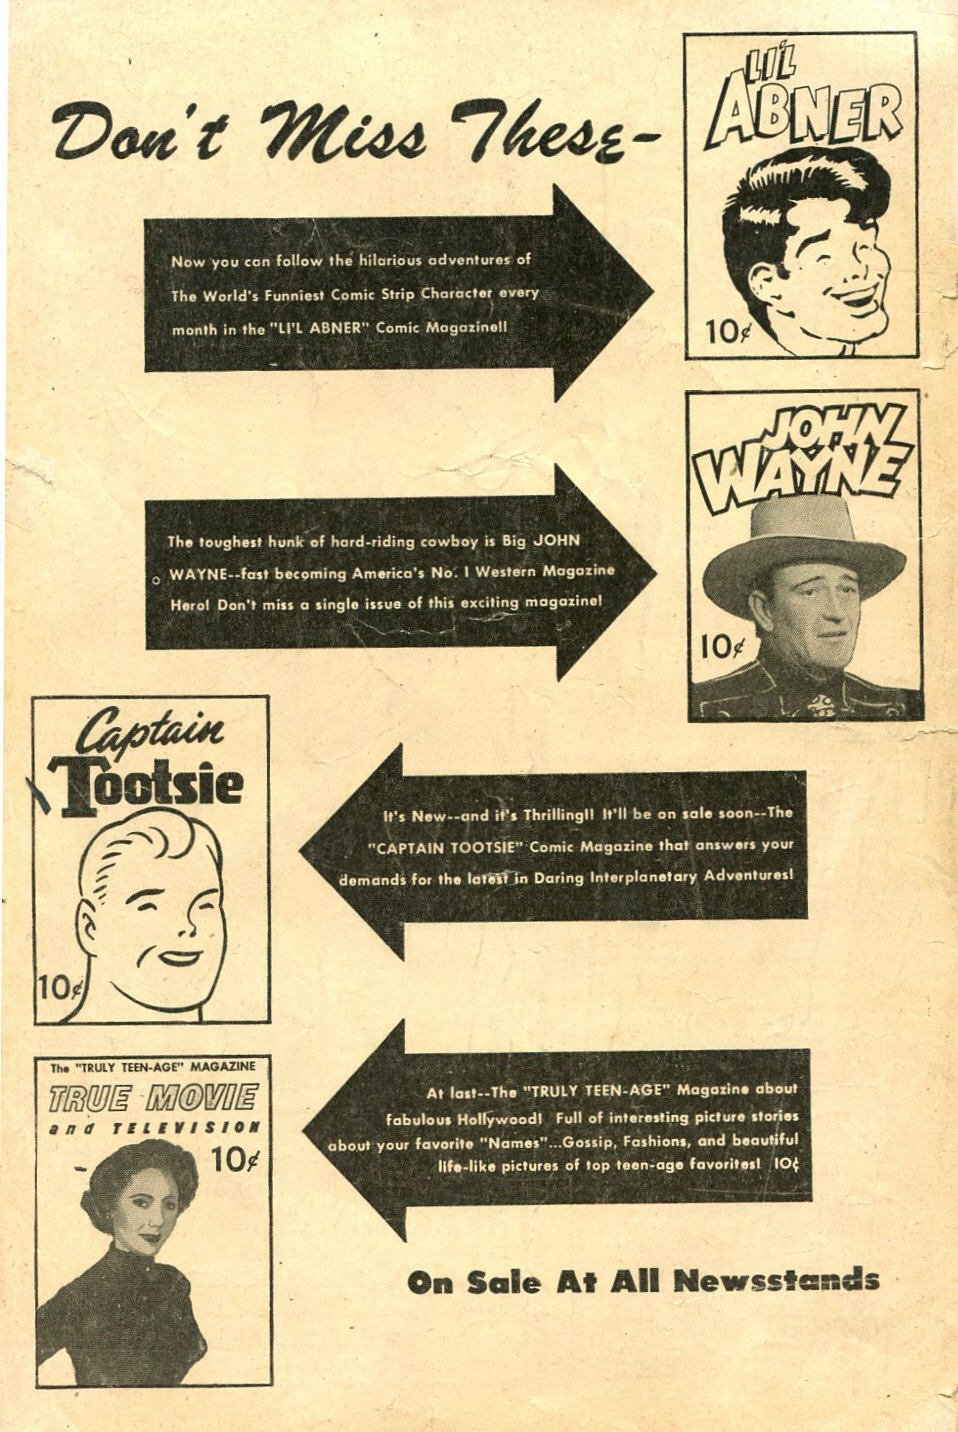 Don't Miss These-
LI'L
ABNER
10¢
Now you can follow the hilarious adventures of
The World's Funniest Comic Strip Character every
month in the "LI'L ABNER" Comic Magazine!!
JOHN
WAYNE
10¢
The toughest hunk of hard-riding cowboy is Big JOHN
WAYNE--fast becoming America's No. 1 Western Magazine
Hero! Don't miss a single issue of this exciting magazine!
Captain
Tootsie
10¢
It's New--and it's Thrilling!! It'll be on sale soon--The
"CAPTAIN TOOTSIE" Comic Magazine that answers your
demands for the latest in Daring Interplanetary Adventures!
The "TRULY TEEN-AGE" MAGAZINE
TRUE MOVIE
and TELEVISION
10¢
At last--The "TRULY TEEN-AGE" Magazine about
fabulous Hollywood! Full of interesting picture stories
about your favorite "Names"...Gossip, Fashions, and beautiful
life-like pictures of top teen-age favorites! 10¢
On Sale At All Newsstands